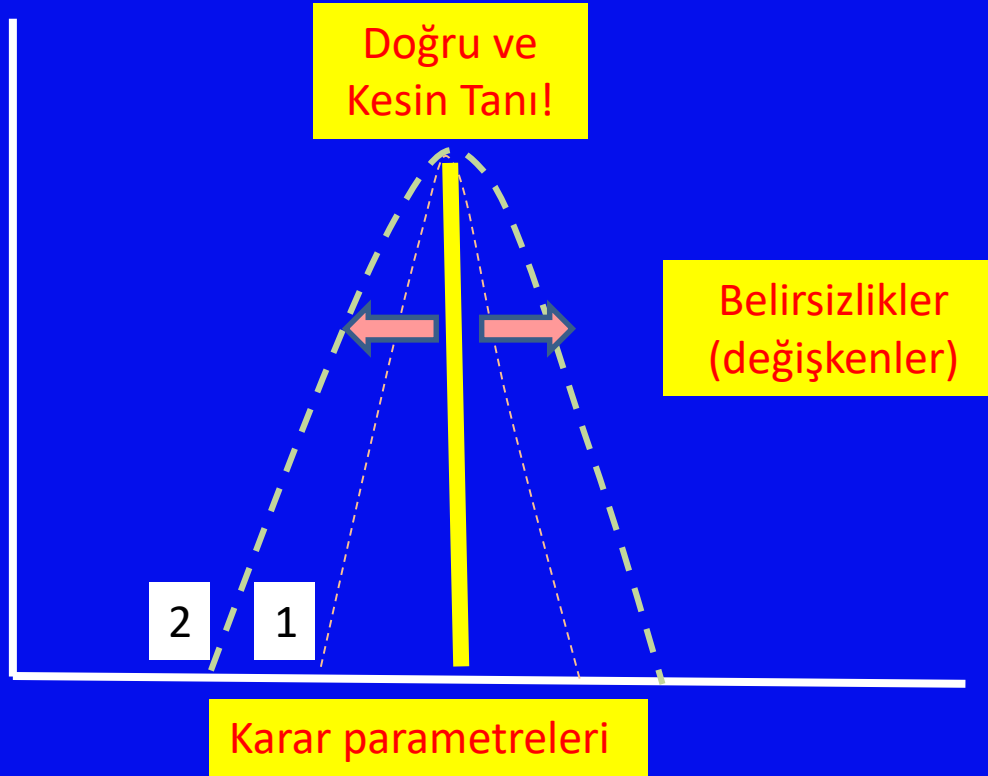 Doğru ve
Kesin Tanı!
Belirsizlikler
(değişkenler)
2
1
Karar parametreleri